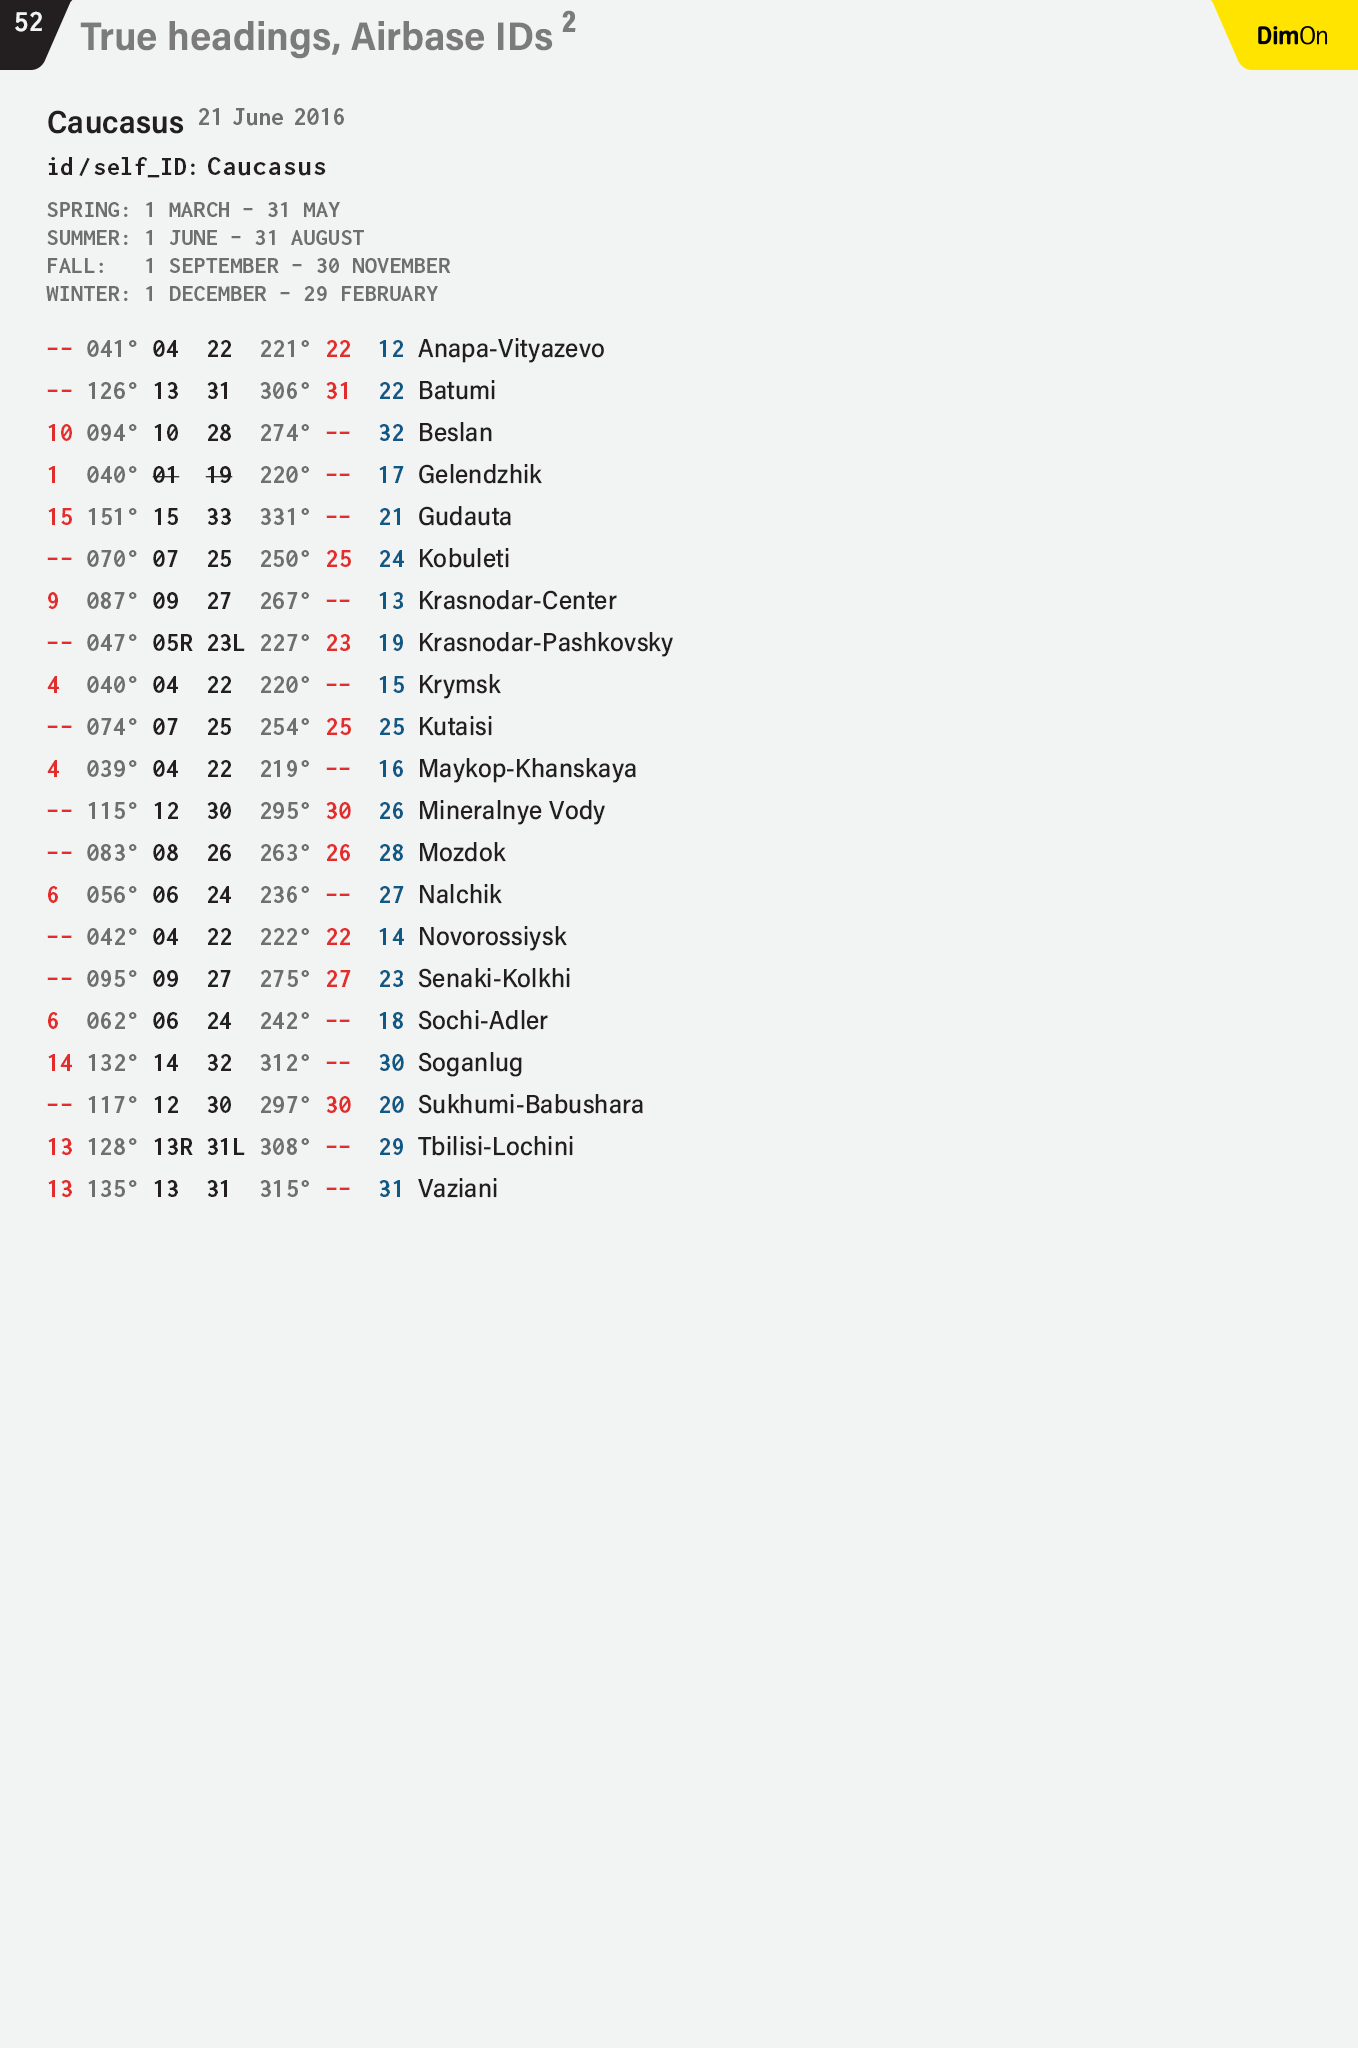 52 True headings, Airbase IDs 2 DimOn
Caucasus 21 June 2016
id/self_ID: Caucasus
SPRING: 1 MARCH – 31 MAY
SUMMER: 1 JUNE – 31 AUGUST
FALL: 1 SEPTEMBER – 30 NOVEMBER
WINTER: 1 DECEMBER – 29 FEBRUARY
-- 041° 04 22 221° 22 12 Anapa-Vityazevo
-- 126° 13 31 306° 31 22 Batumi
10 094° 10 28 274° -- 32 Beslan
1 040° 01 19 220° -- 17 Gelendzhik
15 151° 15 33 331° -- 21 Gudauta
-- 070° 07 25 250° 25 24 Kobuleti
9 087° 09 27 267° -- 13 Krasnodar-Center
-- 047° 05R 23L 227° 23 19 Krasnodar-Pashkovsky
4 040° 04 22 220° -- 15 Krymsk
-- 074° 07 25 254° 25 25 Kutaisi
4 039° 04 22 219° -- 16 Maykop-Khanskaya
-- 115° 12 30 295° 30 26 Mineralnye Vody
-- 083° 08 26 263° 26 28 Mozdok
6 056° 06 24 236° -- 27 Nalchik
-- 042° 04 22 222° 22 14 Novorossiysk
-- 095° 09 27 275° 27 23 Senaki-Kolkhi
6 062° 06 24 242° -- 18 Sochi-Adler
14 132° 14 32 312° -- 30 Soganlug
-- 117° 12 30 297° 30 20 Sukhumi-Babushara
13 128° 13R 31L 308° -- 29 Tbilisi-Lochini
13 135° 13 31 315° -- 31 Vaziani